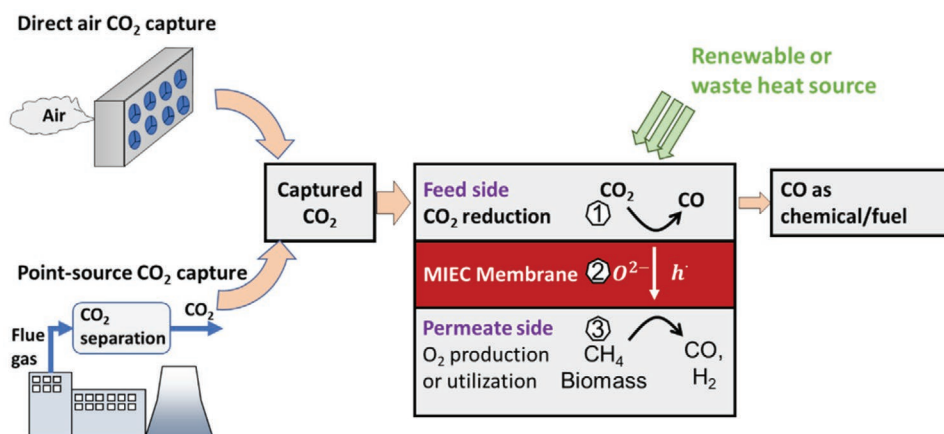 Direct air CO₂ capture
Air
Renewable or
waste heat source
Captured
CO₂
Feed side
CO₂ reduction
① CO₂ CO
CO as
chemical/fuel
MIEC Membrane ② O²⁻ h˙
Point-source CO₂ capture
CO₂
separation
CO₂
Flue
gas
Permeate side
O₂ production
or utilization
③
CH₄
Biomass
CO,
H₂